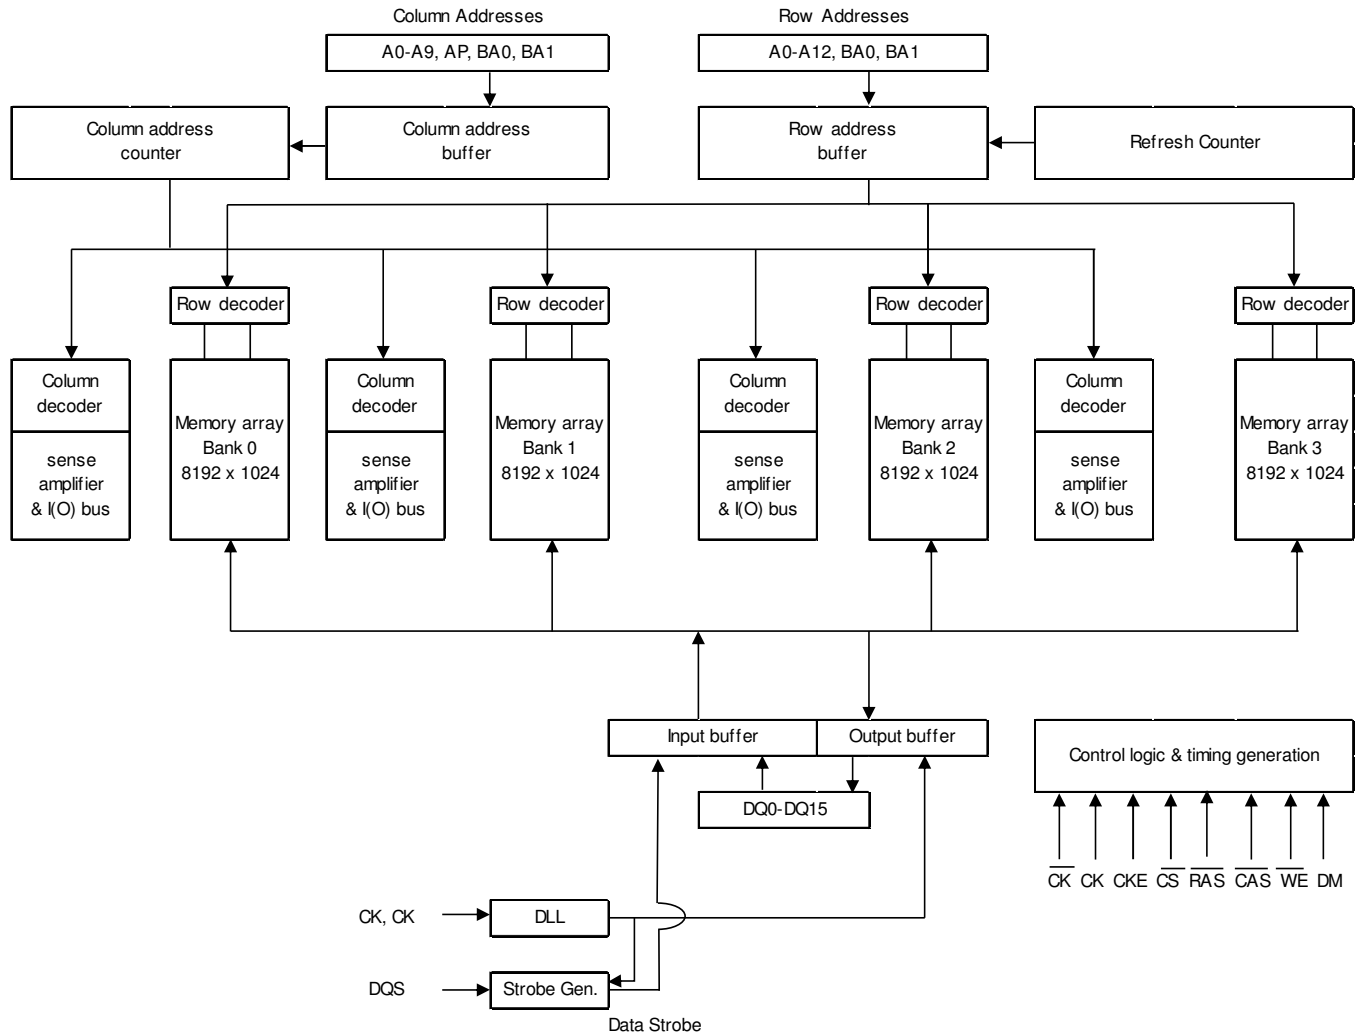 Column Addresses
Row Addresses
A0-A9, AP, BA0, BA1
A0-A12, BA0, BA1
Column address
counter
Column address
buffer
Row address
buffer
Refresh Counter
Row decoder
Row decoder
Row decoder
Row decoder
Column
decoder
sense
amplifier
& I(O) bus
Memory array
Bank 0
8192 x 1024
Column
decoder
sense
amplifier
& I(O) bus
Memory array
Bank 1
8192 x 1024
Column
decoder
sense
amplifier
& I(O) bus
Memory array
Bank 2
8192 x 1024
Column
decoder
sense
amplifier
& I(O) bus
Memory array
Bank 3
8192 x 1024
Input buffer
Output buffer
Control logic & timing generation
DQ0-DQ15
C̅K̅ CK CKE C̅S̅ R̅A̅S̅ C̅A̅S̅ W̅E̅ DM
CK, CK
DLL
DQS
Strobe Gen.
Data Strobe